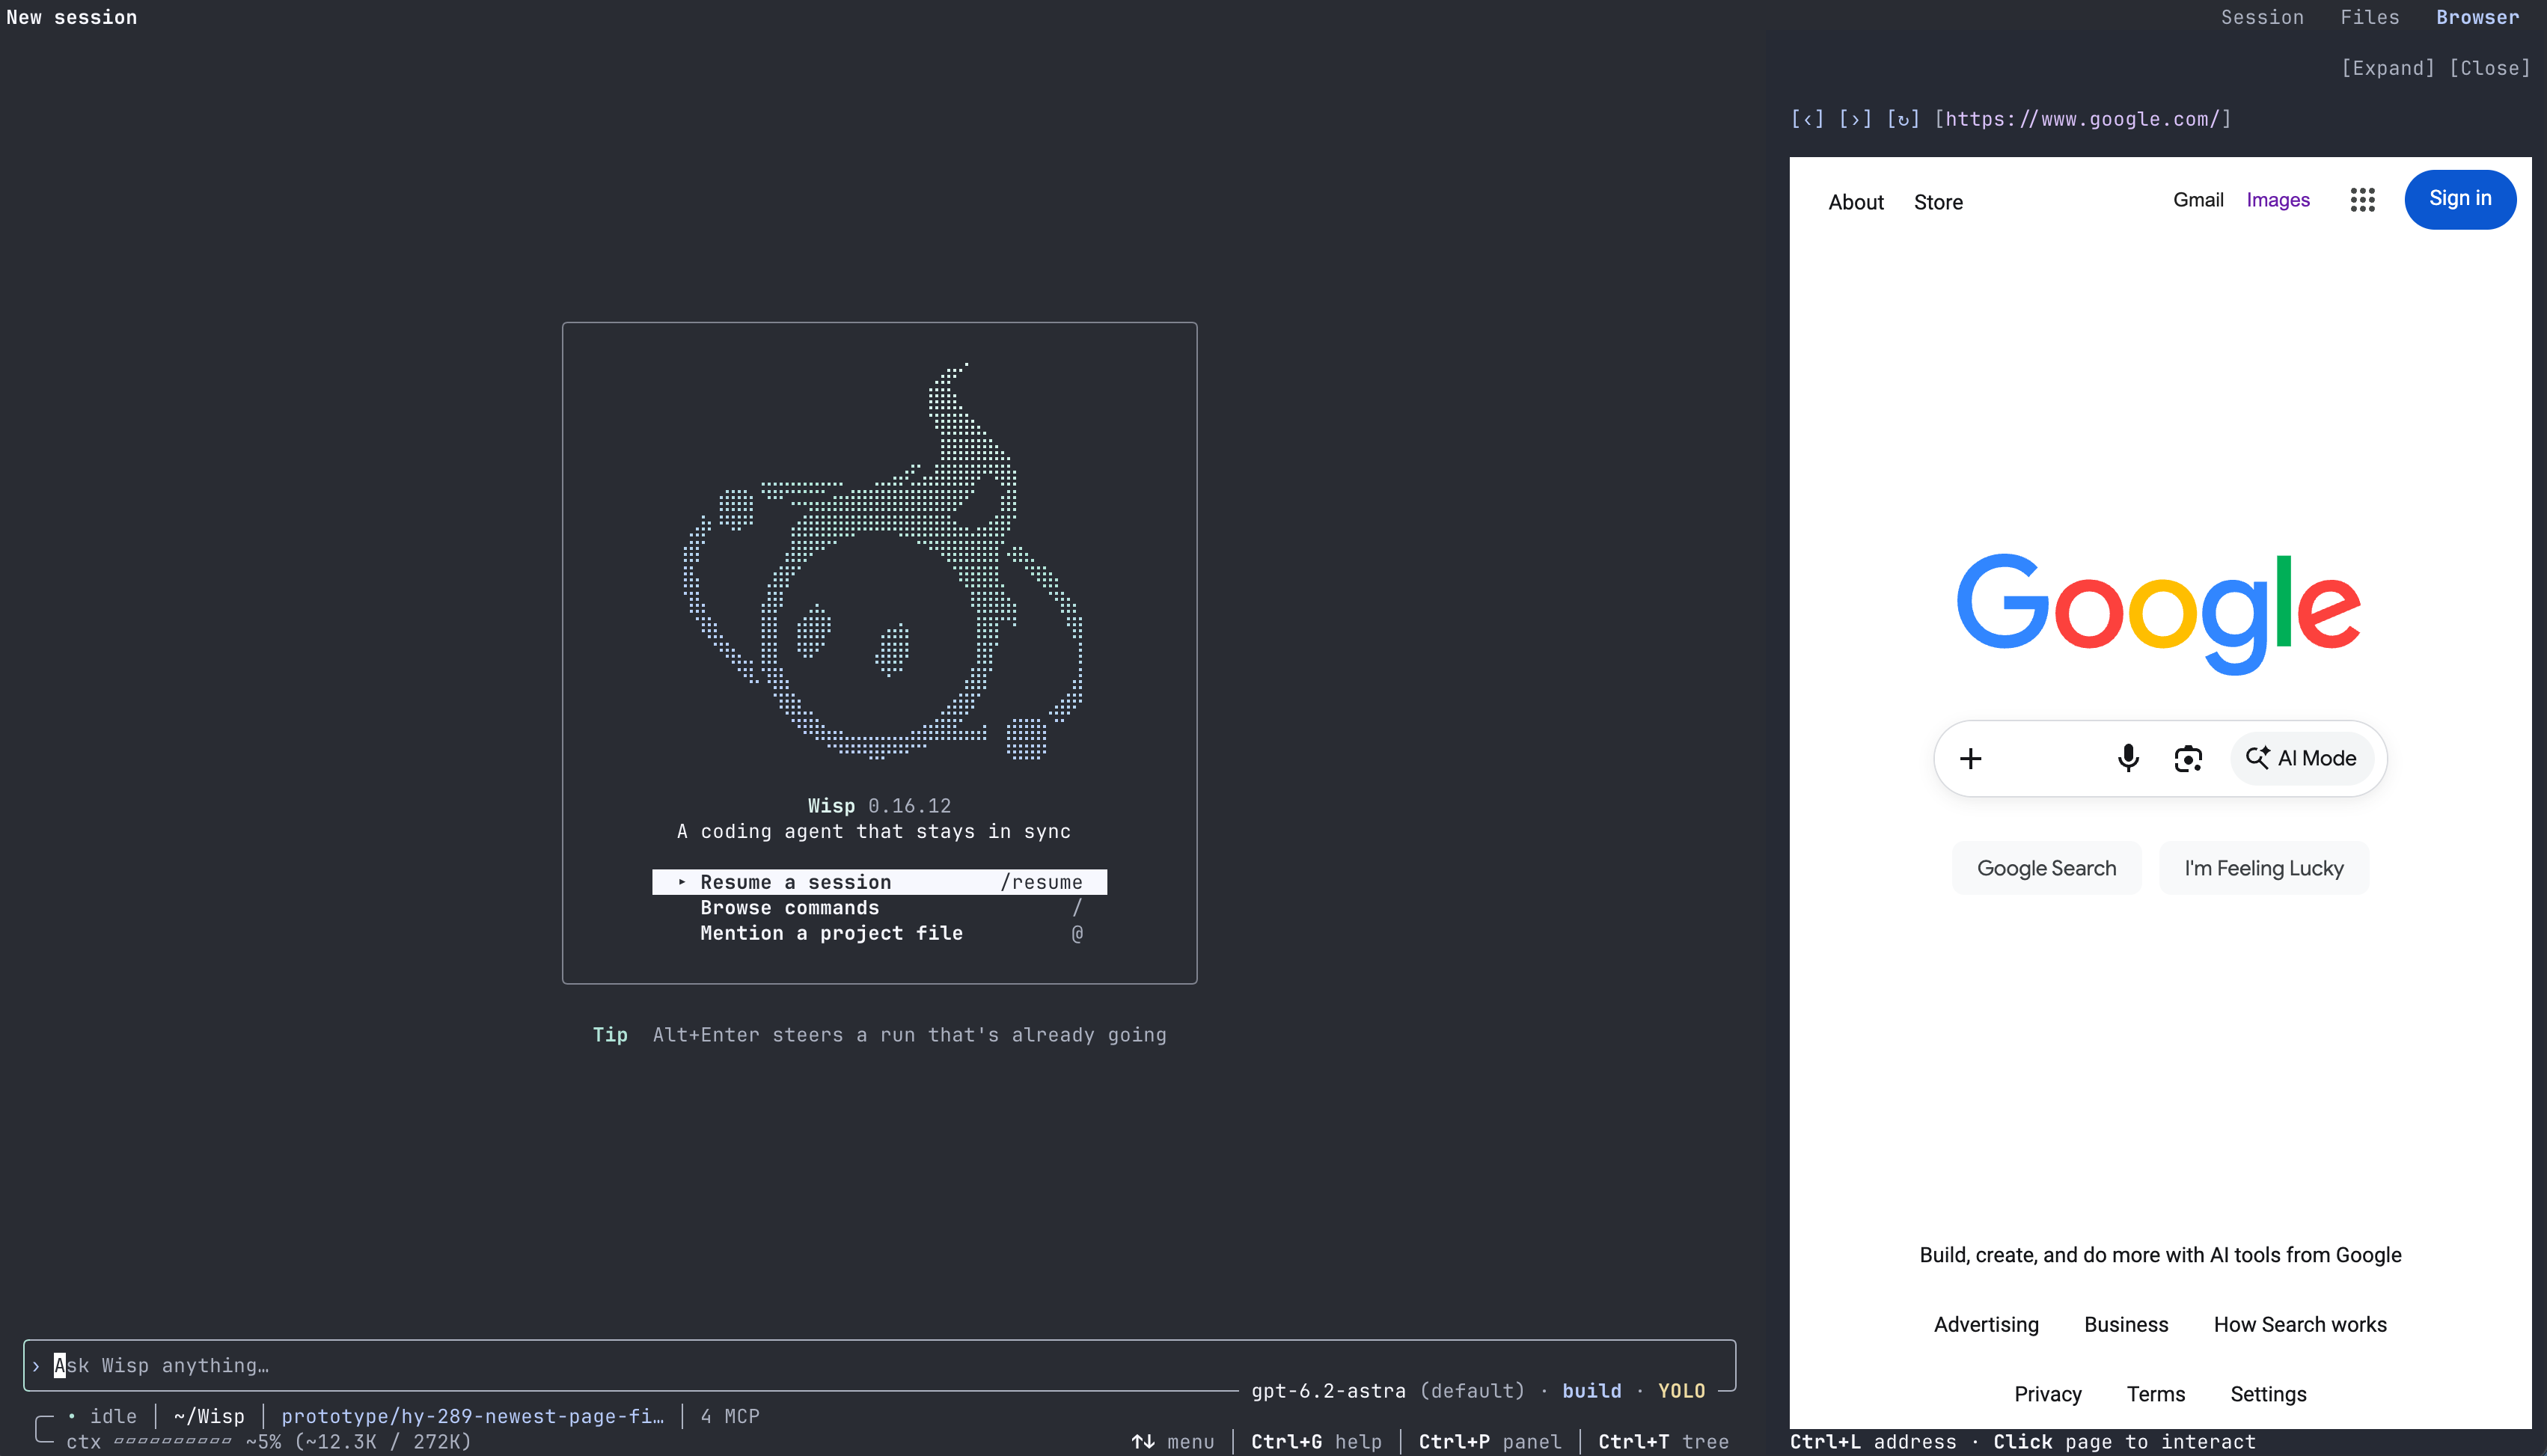 New session
Session Files Browser
[Expand] [Close]
[‹] [›] [↻] [https://www.google.com/]
About Store Gmail Images Sign in
Google
AI Mode
Google Search I'm Feeling Lucky
Build, create, and do more with AI tools from Google
Advertising Business How Search works
Privacy Terms Settings
Ctrl+L address · Click page to interact
Wisp 0.16.12
A coding agent that stays in sync
▸ Resume a session /resume
Browse commands /
Mention a project file @
Tip Alt+Enter steers a run that's already going
› Ask Wisp anything…
gpt-6.2-astra (default) · build · YOLO
• idle │ ~/Wisp │ prototype/hy-289-newest-page-fi… │ 4 MCP
ctx ▱▱▱▱▱▱▱▱▱▱ ~5% (~12.3K / 272K)
↑↓ menu │ Ctrl+G help │ Ctrl+P panel │ Ctrl+T tree